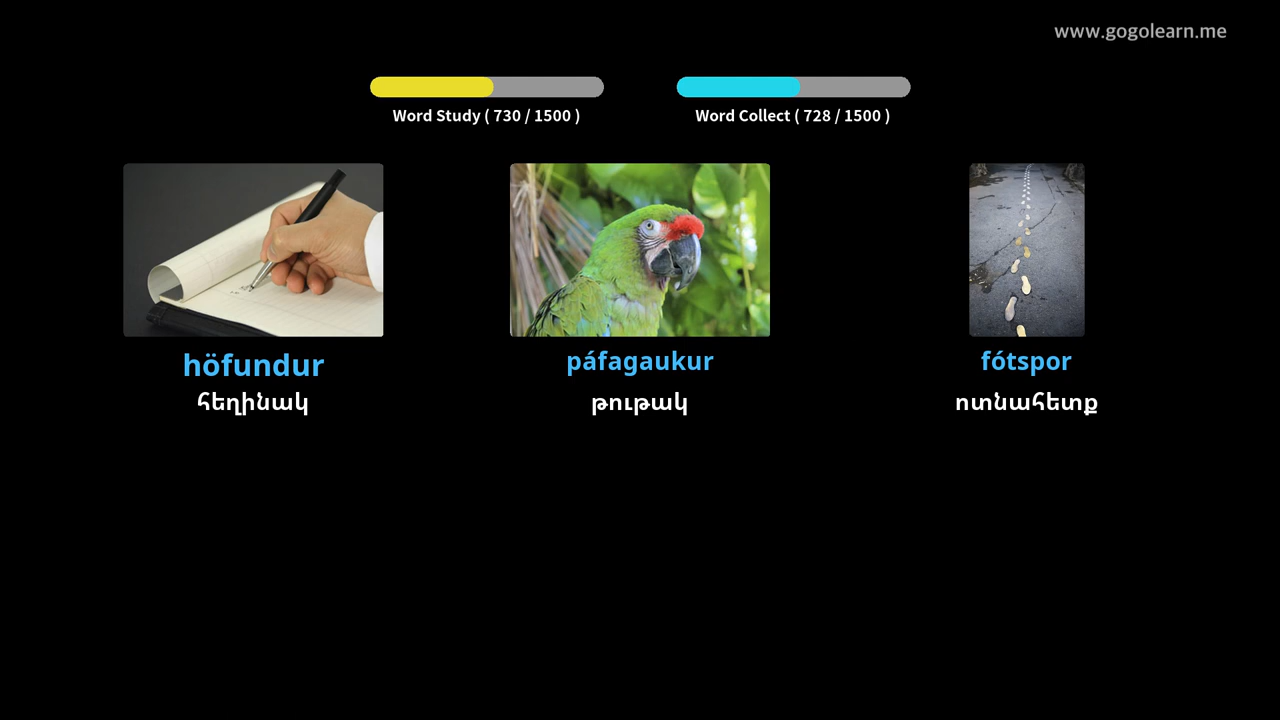 www.gogolearn.me
Word Study ( 730 / 1500 )
Word Collect ( 728 / 1500 )
höfundur
páfagaukur
fótspor
հեղինակ
թութակ
ոտնահետք